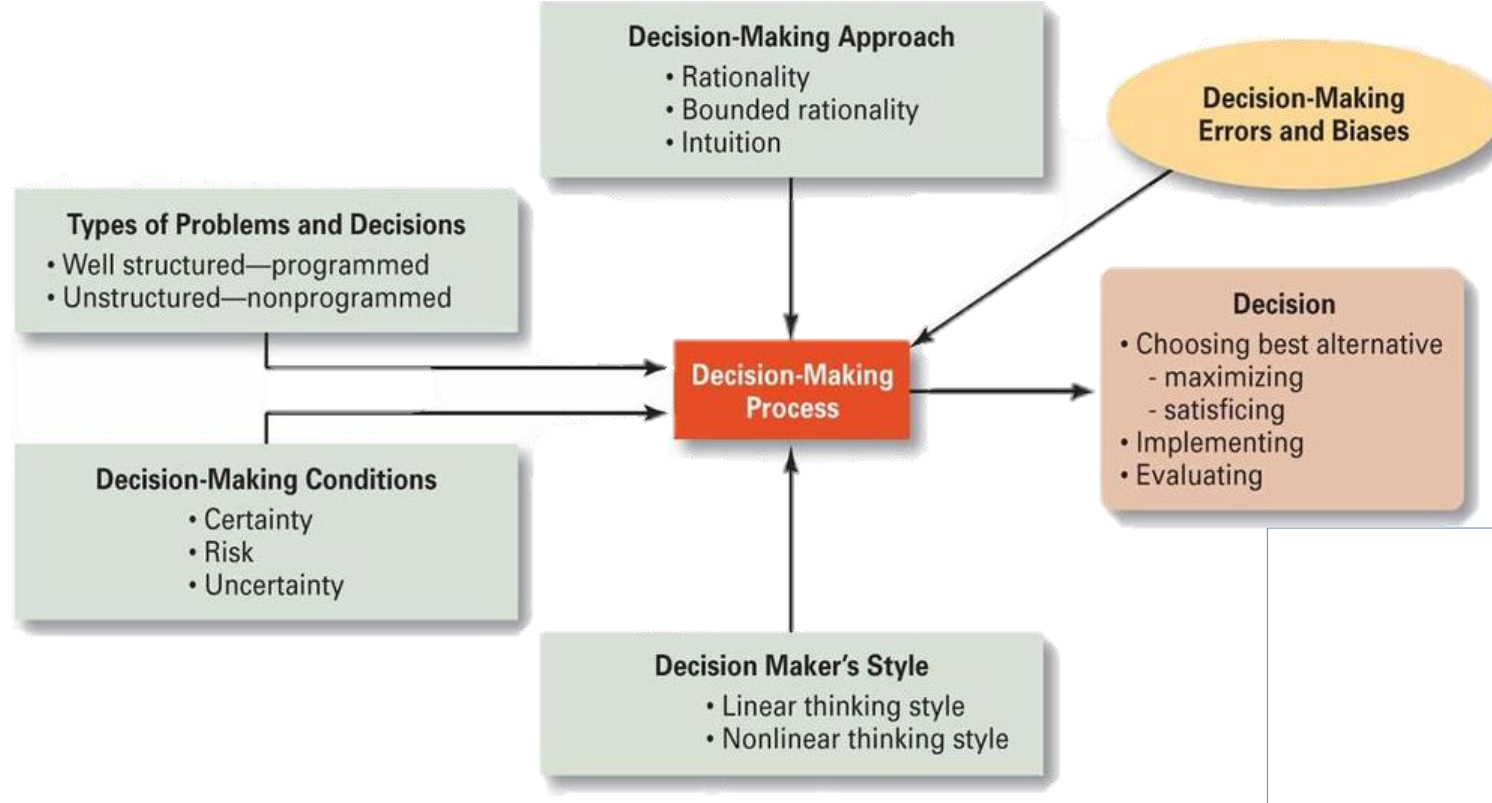 Decision-Making Approach
• Rationality
• Bounded rationality
• Intuition
Decision-Making
Errors and Biases
Types of Problems and Decisions
• Well structured—programmed
• Unstructured—nonprogrammed
Decision-Making
Process
Decision
• Choosing best alternative
- maximizing
- satisficing
• Implementing
• Evaluating
Decision-Making Conditions
• Certainty
• Risk
• Uncertainty
Decision Maker’s Style
• Linear thinking style
• Nonlinear thinking style